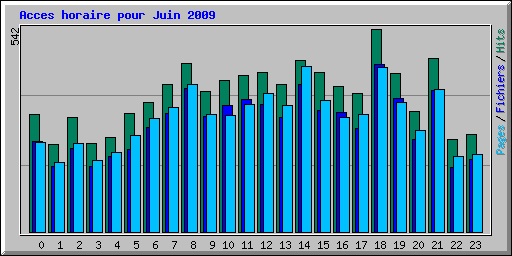 Acces horaire pour Juin 2009
542
Pages / Fichiers / Hits
0 1 2 3 4 5 6 7 8 9 10 11 12 13 14 15 16 17 18 19 20 21 22 23